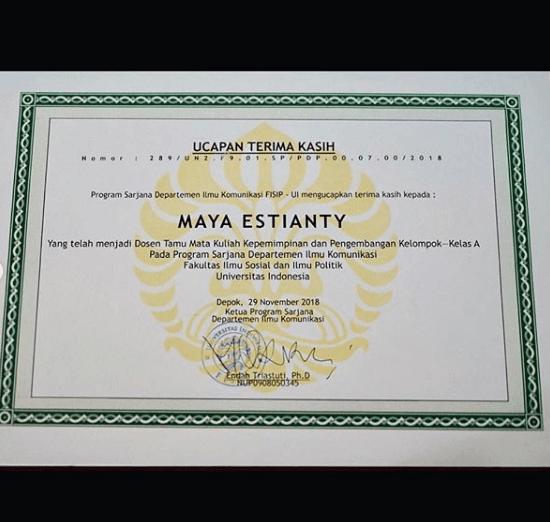 UCAPAN TERIMA KASIH
Nomor : 289/UN2.F9.01.SP/PDP.00.07.00/2018
Program Sarjana Departemen Ilmu Komunikasi FISIP - UI mengucapkan terima kasih kepada :
MAYA ESTIANTY
Yang telah menjadi Dosen Tamu Mata Kuliah Kepemimpinan dan Pengembangan Kelompok—Kelas A
Pada Program Sarjana Departemen Ilmu Komunikasi
Fakultas Ilmu Sosial dan Ilmu Politik
Universitas Indonesia
Depok, 29 November 2018
Ketua Program Sarjana
Departemen Ilmu Komunikasi
Endah Triastuti, Ph.D
NUP0908050345